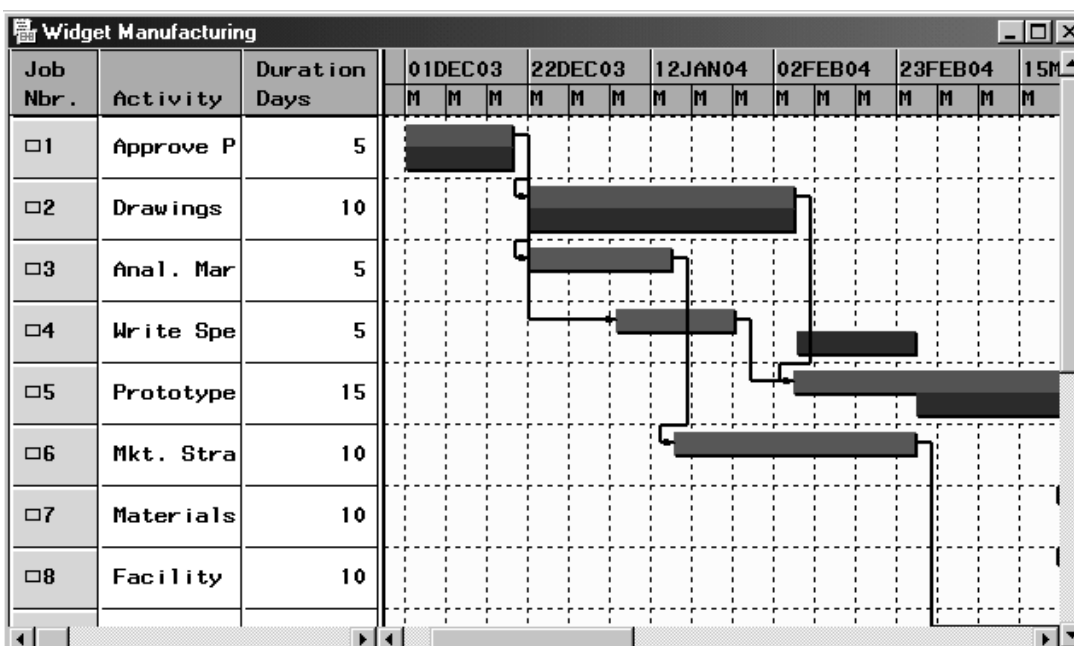 Widget Manufacturing
Job Duration 01DEC03 22DEC03 12JAN04 02FEB04 23FEB04 15M
Nbr. Activity Days M M M M M M M M M M M M M M M M
1 Approve P 5
2 Drawings 10
3 Anal. Mar 5
4 Write Spe 5
5 Prototype 15
6 Mkt. Stra 10
7 Materials 10
8 Facility 10